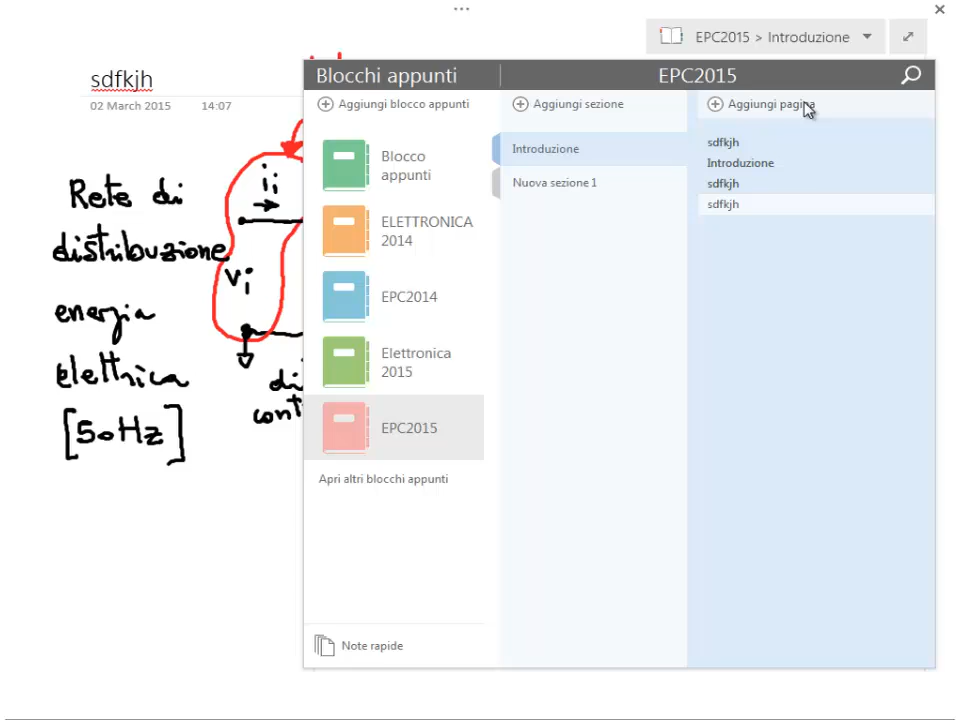 EPC2015 > Introduzione
sdfkjh
02 March 2015 14:07
Rete di
distribuzione
energia
elettrica
[50Hz]
ii
vi
di
cont
Blocchi appunti
EPC2015
Aggiungi blocco appunti
Aggiungi sezione
Aggiungi pagina
Blocco
appunti
ELETTRONICA
2014
EPC2014
Elettronica
2015
EPC2015
Apri altri blocchi appunti
Note rapide
Introduzione
Nuova sezione 1
sdfkjh
Introduzione
sdfkjh
sdfkjh